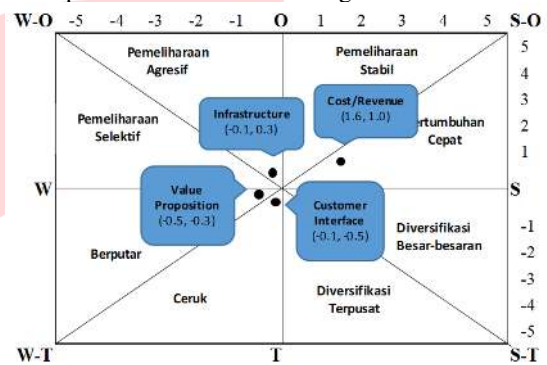 W-O -5 -4 -3 -2 -1 O 1 2 3 4 5 S-O
Pemeliharaan
Agresif
Pemeliharaan
Stabil
5
4
3
2
1
Infrastructure
(-0.1, 0.3)
Cost/Revenue
(1.6, 1.0)
Pemeliharaan
Selektif
ertumbuhan
Cepat
W
S
Value
Proposition
(-0.5, -0.3)
Customer
Interface
(-0.1, -0.5)
Diversifikasi
Besar-besaran
Berputar
Ceruk
Diversifikasi
Terpusat
-1
-2
-3
-4
-5
W-T
T
S-T